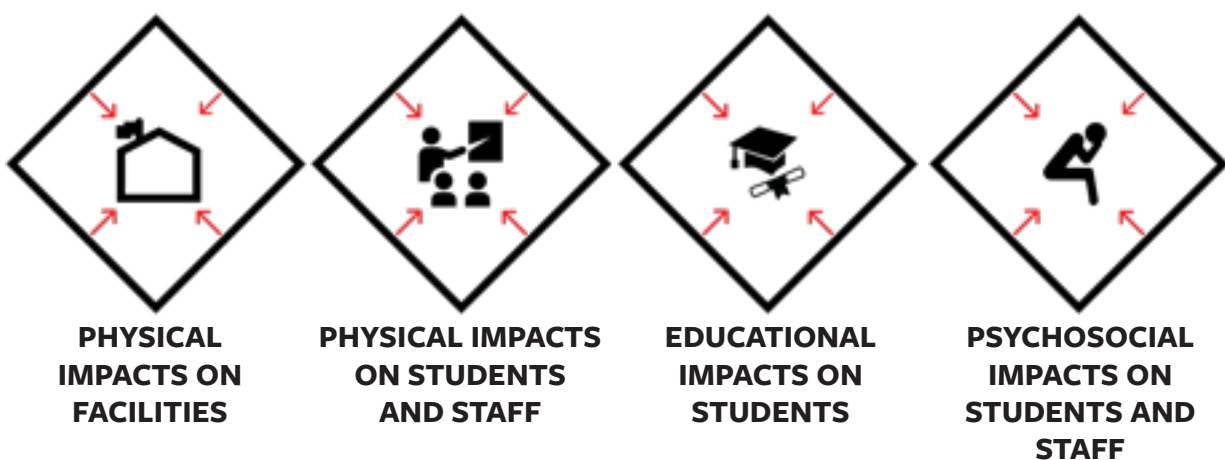 PHYSICAL
IMPACTS ON
FACILITIES
PHYSICAL IMPACTS
ON STUDENTS
AND STAFF
EDUCATIONAL
IMPACTS ON
STUDENTS
PSYCHOSOCIAL
IMPACTS ON
STUDENTS AND
STAFF